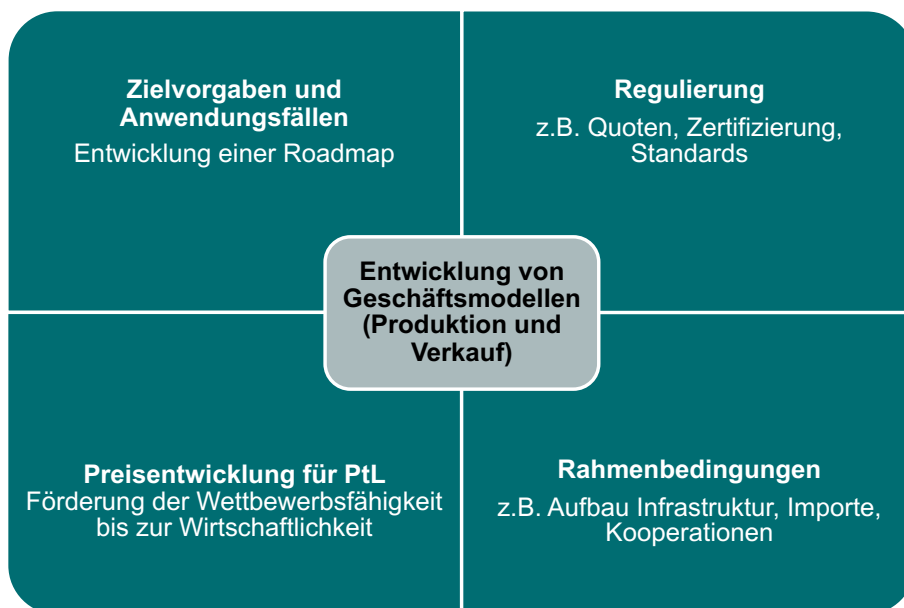 Zielvorgaben und
Anwendungsfällen
Entwicklung einer Roadmap
Regulierung
z.B. Quoten, Zertifizierung,
Standards
Entwicklung von
Geschäftsmodellen
(Produktion und
Verkauf)
Preisentwicklung für PtL
Förderung der Wettbewerbsfähigkeit
bis zur Wirtschaftlichkeit
Rahmenbedingungen
z.B. Aufbau Infrastruktur, Importe,
Kooperationen